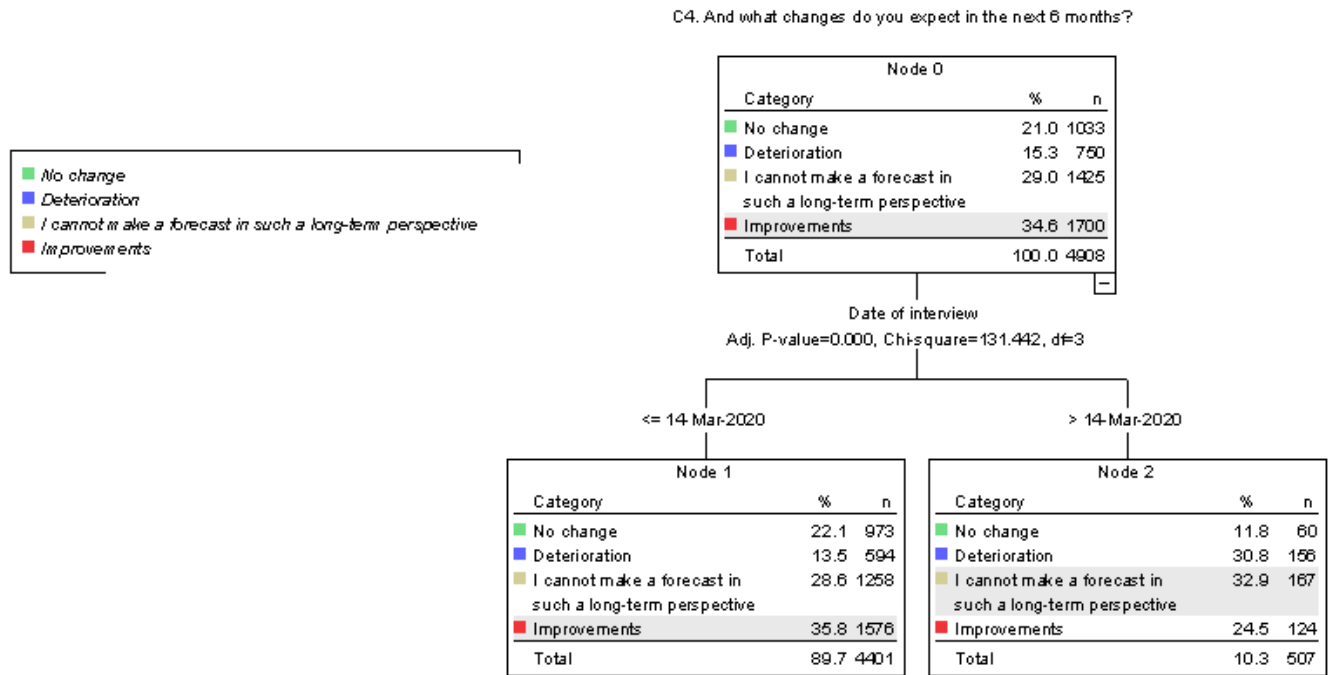 C4. And what changes do you expect in the next 6 months?
No change
Deterioration
I cannot make a forecast in such a long-term perspective
Improvements
Node 0
Category % n
No change 21.0 1033
Deterioration 15.3 750
I cannot make a forecast in 29.0 1425
such a long-term perspective
Improvements 34.6 1700
Total 100.0 4908
Date of interview
Adj. P-value=0.000, Chi-square=131.442, df=3
<= 14-Mar-2020
> 14-Mar-2020
Node 1
Category % n
No change 22.1 973
Deterioration 13.5 594
I cannot make a forecast in 28.6 1258
such a long-term perspective
Improvements 35.8 1576
Total 89.7 4401
Node 2
Category % n
No change 11.8 60
Deterioration 30.8 156
I cannot make a forecast in 32.9 167
such a long-term perspective
Improvements 24.5 124
Total 10.3 507